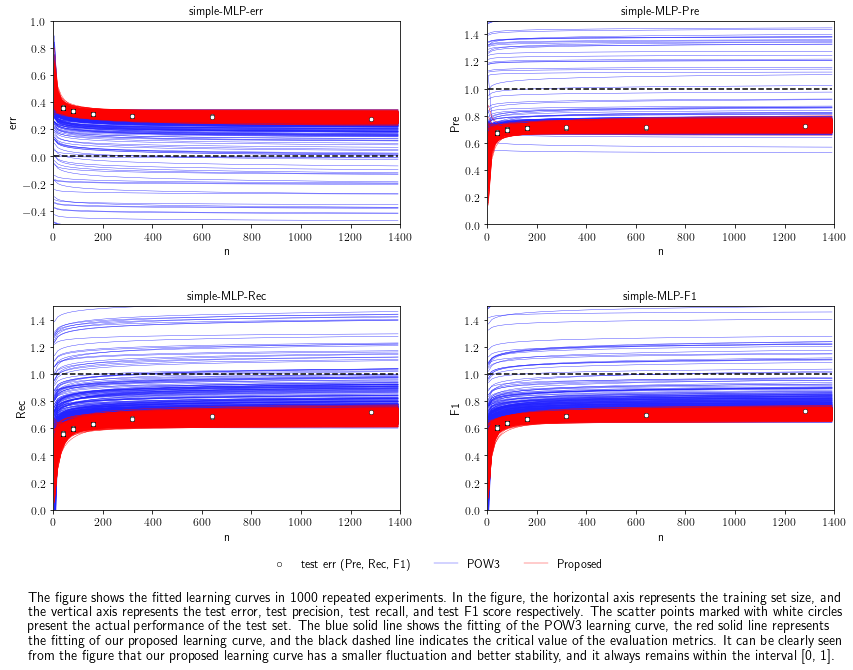 simple-MLP-err
1.0
0.8
0.6
0.4
0.2
0.0
−0.2
−0.4
err
0 200 400 600 800 1000 1200 1400
n
simple-MLP-Pre
1.4
1.2
1.0
0.8
0.6
0.4
0.2
0.0
Pre
0 200 400 600 800 1000 1200 1400
n
simple-MLP-Rec
1.4
1.2
1.0
0.8
0.6
0.4
0.2
0.0
Rec
0 200 400 600 800 1000 1200 1400
n
simple-MLP-F1
1.4
1.2
1.0
0.8
0.6
0.4
0.2
0.0
F1
0 200 400 600 800 1000 1200 1400
n
test err (Pre, Rec, F1) POW3 Proposed
The figure shows the fitted learning curves in 1000 repeated experiments. In the figure, the horizontal axis represents the training set size, and
the vertical axis represents the test error, test precision, test recall, and test F1 score respectively. The scatter points marked with white circles
present the actual performance of the test set. The blue solid line shows the fitting of the POW3 learning curve, the red solid line represents
the fitting of our proposed learning curve, and the black dashed line indicates the critical value of the evaluation metrics. It can be clearly seen
from the figure that our proposed learning curve has a smaller fluctuation and better stability, and it always remains within the interval [0, 1].